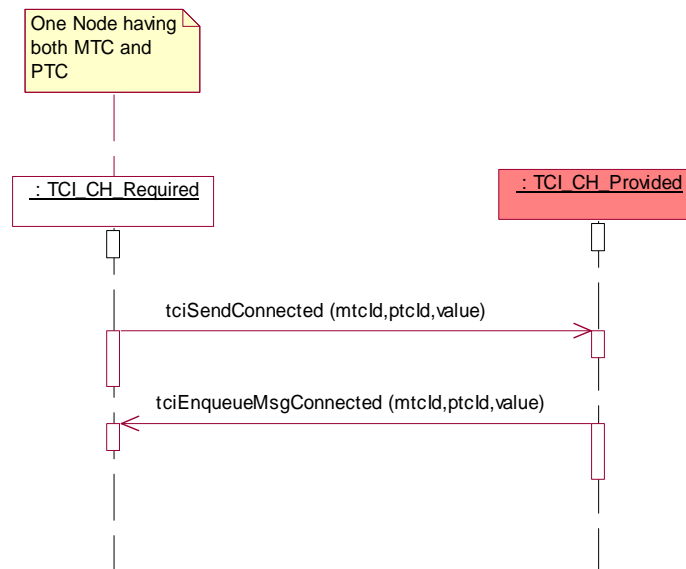 One Node having
both MTC and
PTC
: TCI_CH_Required
: TCI_CH_Provided
tciSendConnected (mtcId,ptcId,value)
tciEnqueueMsgConnected (mtcId,ptcId,value)